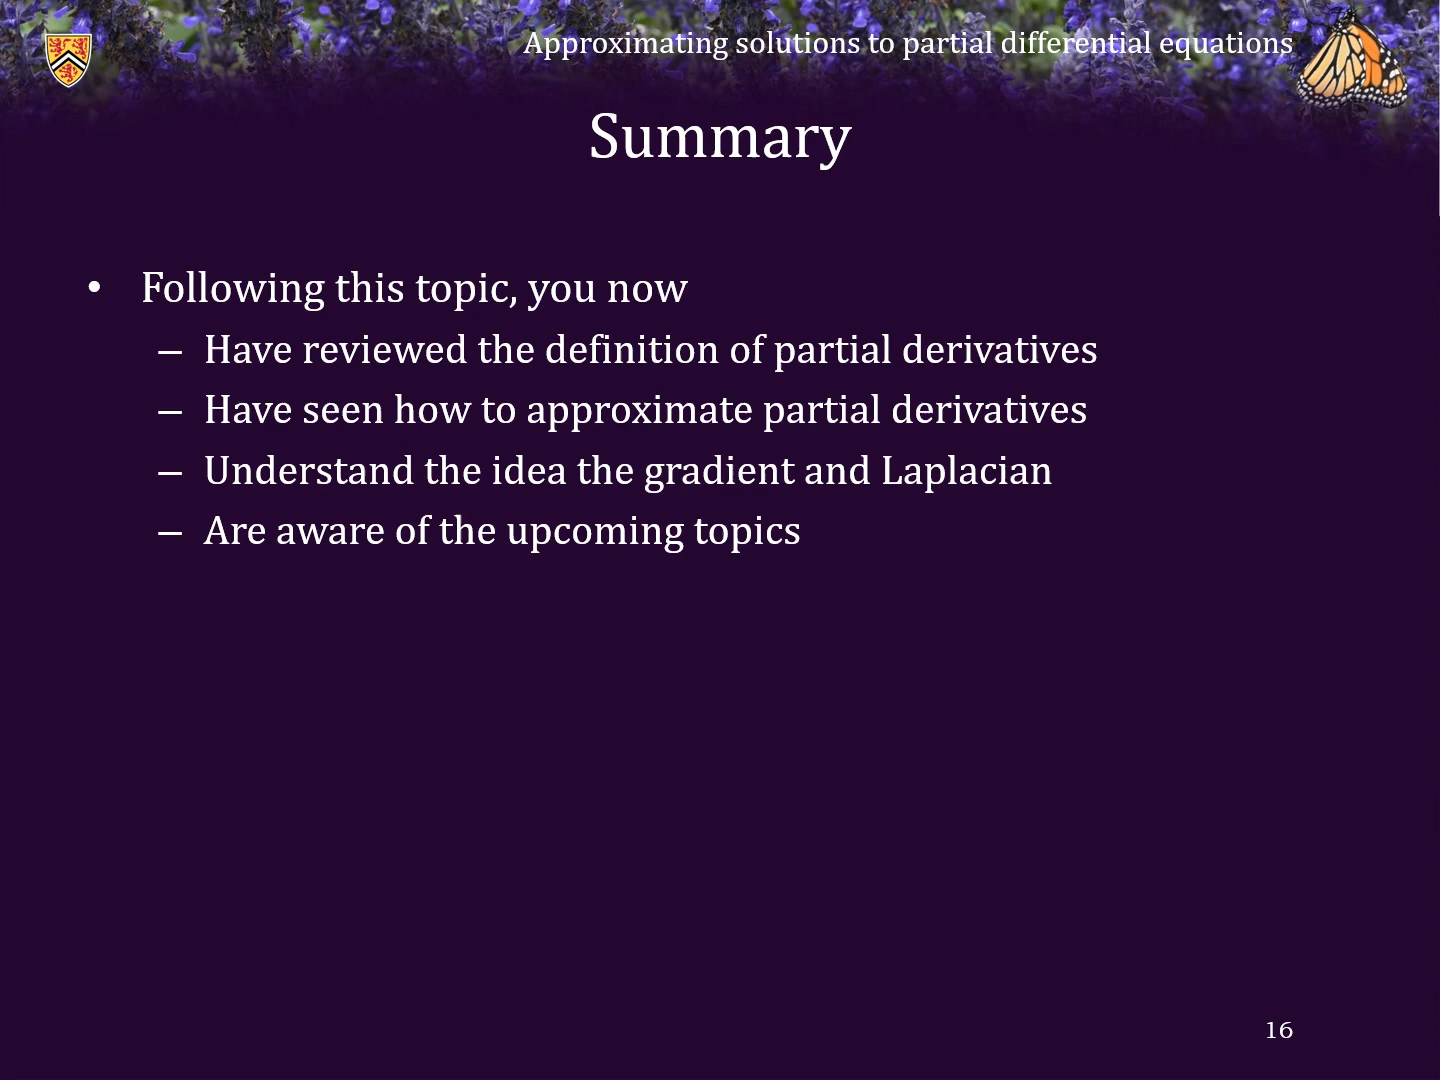 Approximating solutions to partial differential equations
Summary
• Following this topic, you now
– Have reviewed the definition of partial derivatives
– Have seen how to approximate partial derivatives
– Understand the idea the gradient and Laplacian
– Are aware of the upcoming topics
16